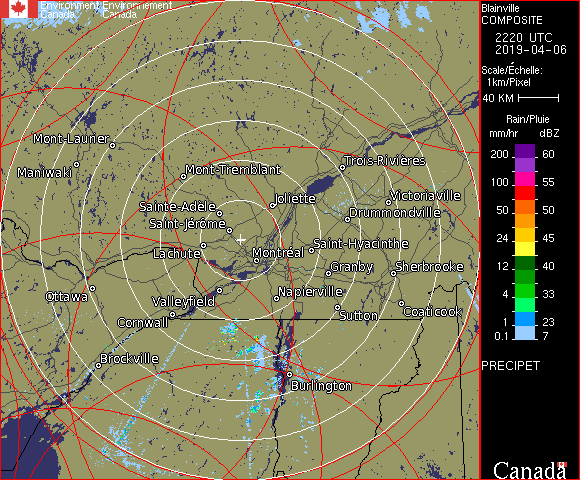 Environment Environnement
Canada Canada
Mont-Laurier
Maniwaki
Mont-Tremblant
Trois-Rivières
Joliette
Victoriaville
Sainte-Adèle
Drummondville
Saint-Jérôme
Lachute
Montréal
Saint-Hyacinthe
Granby
Sherbrooke
Ottawa
Valleyfield
Napierville
Cornwall
Sutton
Coaticook
Brockville
Burlington
Blainville
COMPOSITE
2220 UTC
2019-04-06
Scale/Échelle:
1km/Pixel
40 KM
Rain/Pluie
mm/hr dBZ
200 60
100 55
50 50
24 45
12 40
4 33
1 23
0.1 7
PRECIPET
Canada